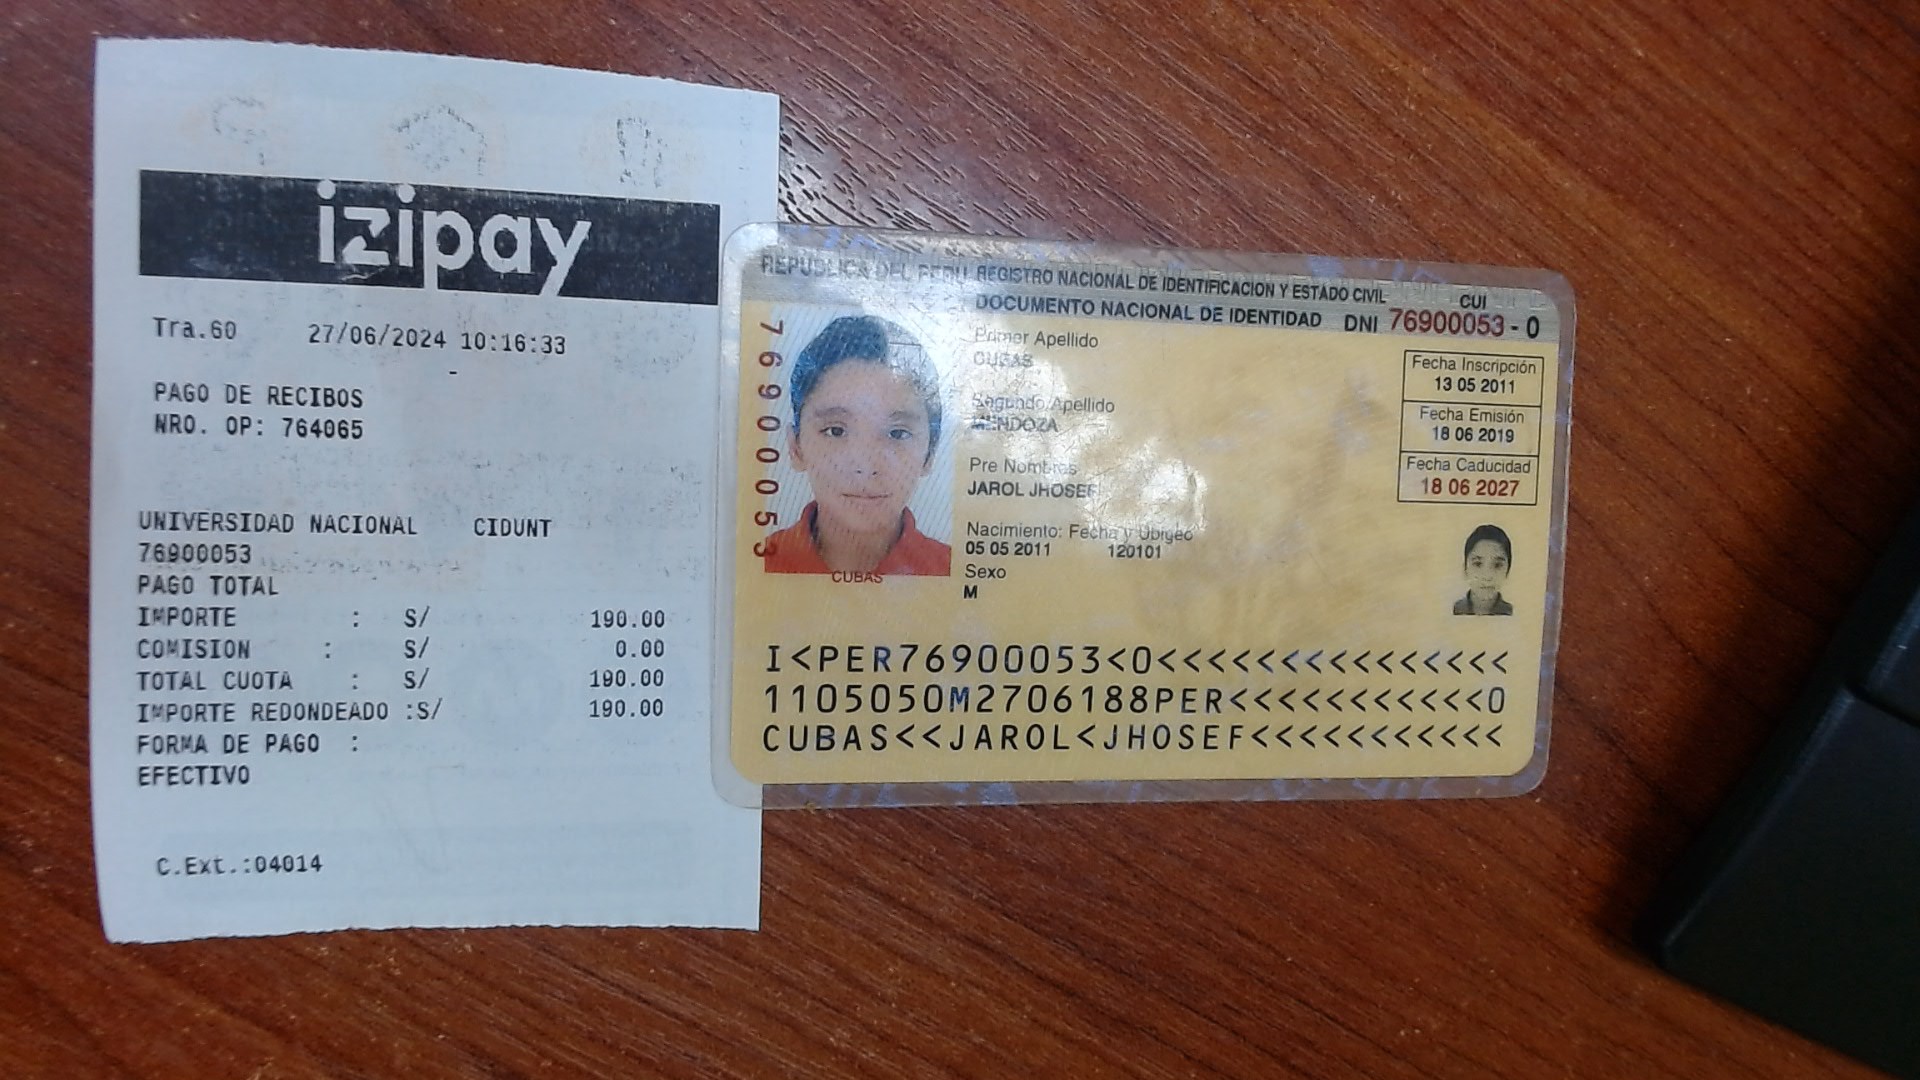 izipay
Tra.60 27/06/2024 10:16:33
-
PAGO DE RECIBOS
NRO. OP: 764065
UNIVERSIDAD NACIONAL CIDUNT
76900053
PAGO TOTAL
IMPORTE : S/ 190.00
COMISION : S/ 0.00
TOTAL CUOTA : S/ 190.00
IMPORTE REDONDEADO :S/ 190.00
FORMA DE PAGO :
EFECTIVO
C.Ext.:04014
REPUBLICA DEL PERU REGISTRO NACIONAL DE IDENTIFICACION Y ESTADO CIVIL
CUI
DOCUMENTO NACIONAL DE IDENTIDAD DNI 76900053 - 0
76900053
Primer Apellido
CUBAS
Segundo Apellido
MENDOZA
Pre Nombres
JAROL JHOSEF
Nacimiento: Fecha y Ubigeo
05 05 2011 120101
Sexo
M
CUBAS
Fecha Inscripción
13 05 2011
Fecha Emisión
18 06 2019
Fecha Caducidad
18 06 2027
I<PER76900053<0<<<<<<<<<<<<<<<
1105050M2706188PER<<<<<<<<<<<0
CUBAS<<JAROL<JHOSEF<<<<<<<<<<<